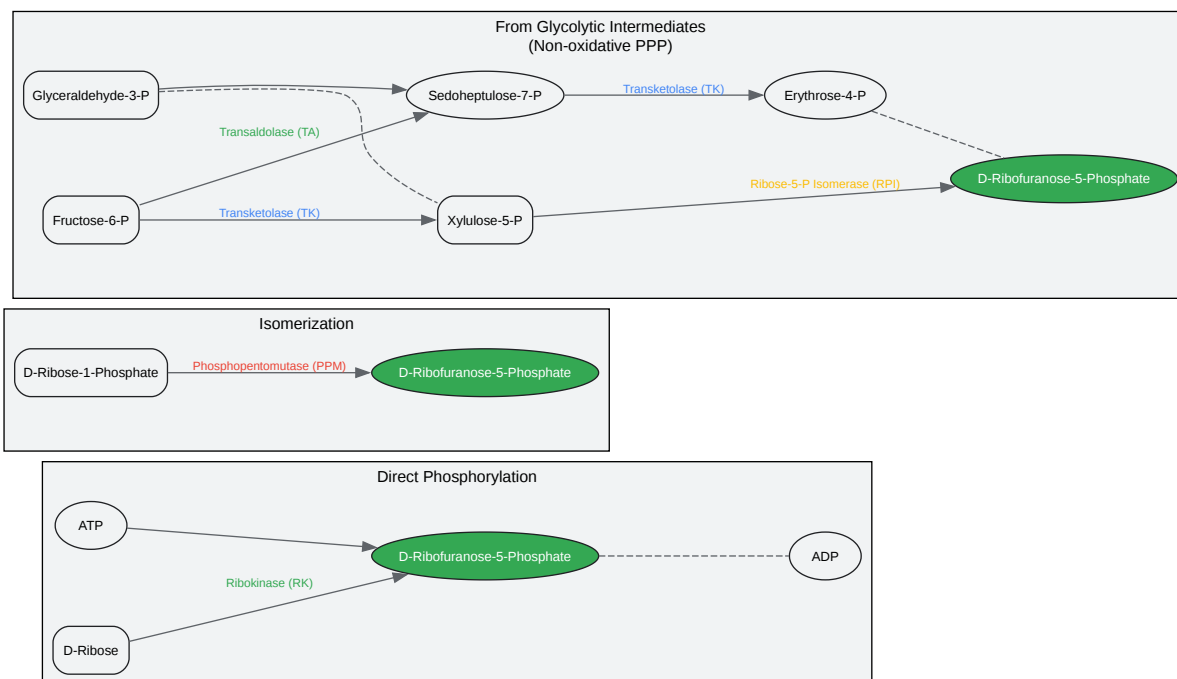 From Glycolytic Intermediates
(Non-oxidative PPP)
Glyceraldehyde-3-P
Sedoheptulose-7-P
Transketolase (TK)
Erythrose-4-P
Transaldolase (TA)
D-Ribofuranose-5-Phosphate
Ribose-5-P Isomerase (RPI)
Fructose-6-P
Transketolase (TK)
Xylulose-5-P
Isomerization
D-Ribose-1-Phosphate
Phosphopentomutase (PPM)
D-Ribofuranose-5-Phosphate
Direct Phosphorylation
ATP
D-Ribofuranose-5-Phosphate
ADP
Ribokinase (RK)
D-Ribose